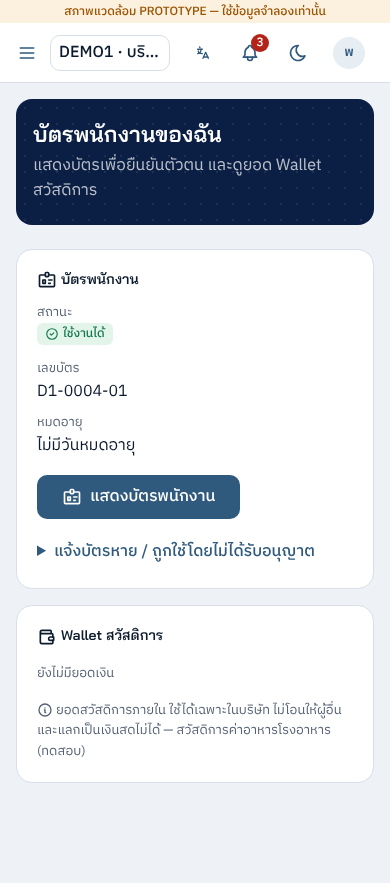 สภาพแวดล้อม PROTOTYPE — ใช้ข้อมูลจำลองเท่านั้น
DEMO1 · บริ...
3
พ
บัตรพนักงานของฉัน
แสดงบัตรเพื่อยืนยันตัวตน และดูยอด Wallet
สวัสดิการ
บัตรพนักงาน
สถานะ
ใช้งานได้
เลขบัตร
D1-0004-01
หมดอายุ
ไม่มีวันหมดอายุ
แสดงบัตรพนักงาน
แจ้งบัตรหาย / ถูกใช้โดยไม่ได้รับอนุญาต
Wallet สวัสดิการ
ยังไม่มียอดเงิน
ยอดสวัสดิการภายใน ใช้ได้เฉพาะในบริษัท ไม่โอนให้ผู้อื่น
และแลกเป็นเงินสดไม่ได้ — สวัสดิการค่าอาหารโรงอาหาร
(ทดสอบ)